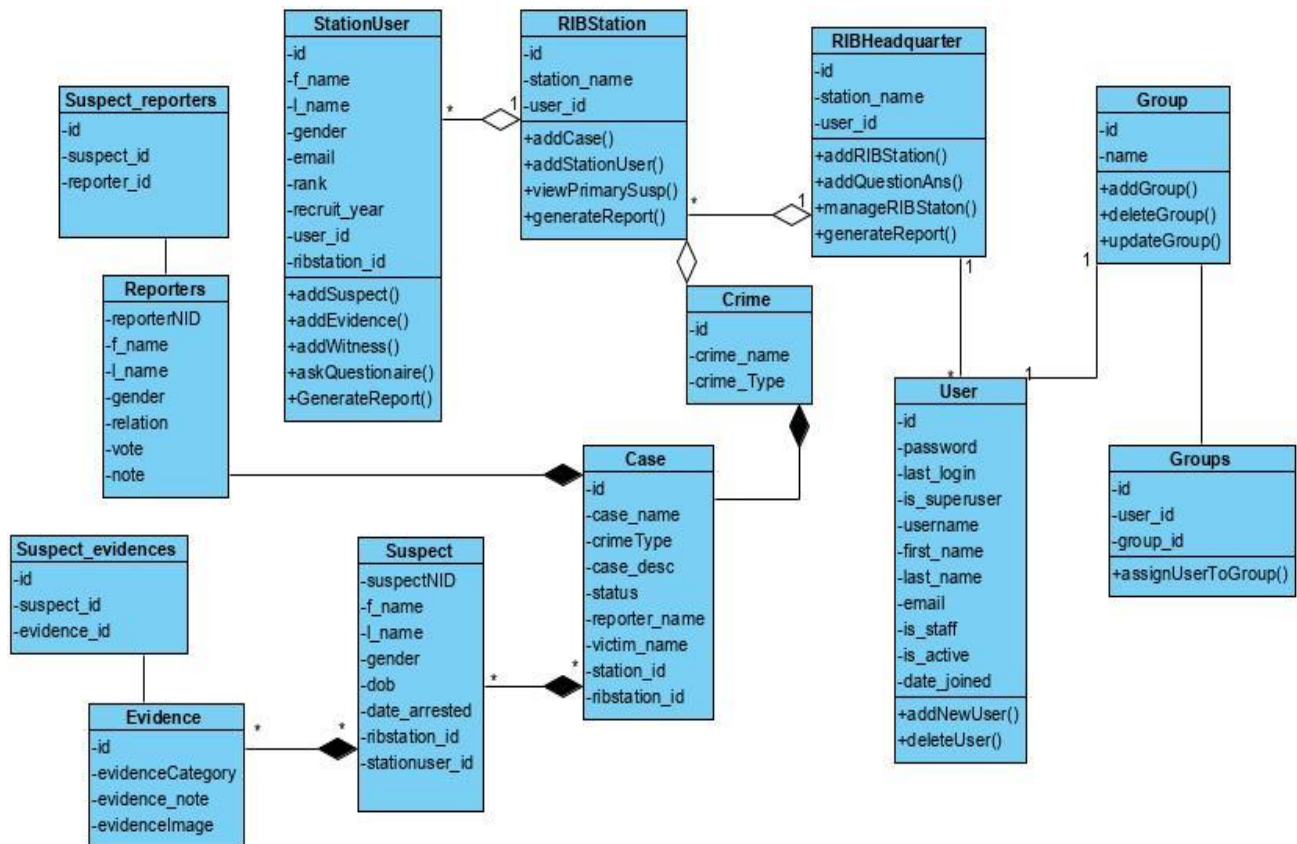 StationUser
-id
-f_name
-l_name
-gender
-email
-rank
-recruit_year
-user_id
-ribstation_id
+addSuspect()
+addEvidence()
+addWitness()
+askQuestionaire()
+GenerateReport()
*
1
RIBStation
-id
-station_name
-user_id
+addCase()
+addStationUser()
+viewPrimarySusp()
+generateReport()
*
1
RIBHeadquarter
-id
-station_name
-user_id
+addRIBStation()
+addQuestionAns()
+manageRIBStaton()
+generateReport()
1
*
Group
-id
-name
+addGroup()
+deleteGroup()
+updateGroup()
1
1
Suspect_reporters
-id
-suspect_id
-reporter_id
Reporters
-reporterNID
-f_name
-l_name
-gender
-relation
-vote
-note
Crime
-id
-crime_name
-crime_Type
User
-id
-password
-last_login
-is_superuser
-username
-first_name
-last_name
-email
-is_staff
-is_active
-date_joined
+addNewUser()
+deleteUser()
Groups
-id
-user_id
-group_id
+assignUserToGroup()
Case
-id
-case_name
-crimeType
-case_desc
-status
-reporter_name
-victim_name
-station_id
-ribstation_id
*
*
Suspect
-suspectNID
-f_name
-l_name
-gender
-dob
-date_arrested
-ribstation_id
-stationuser_id
*
*
Suspect_evidences
-id
-suspect_id
-evidence_id
Evidence
-id
-evidenceCategory
-evidence_note
-evidenceImage